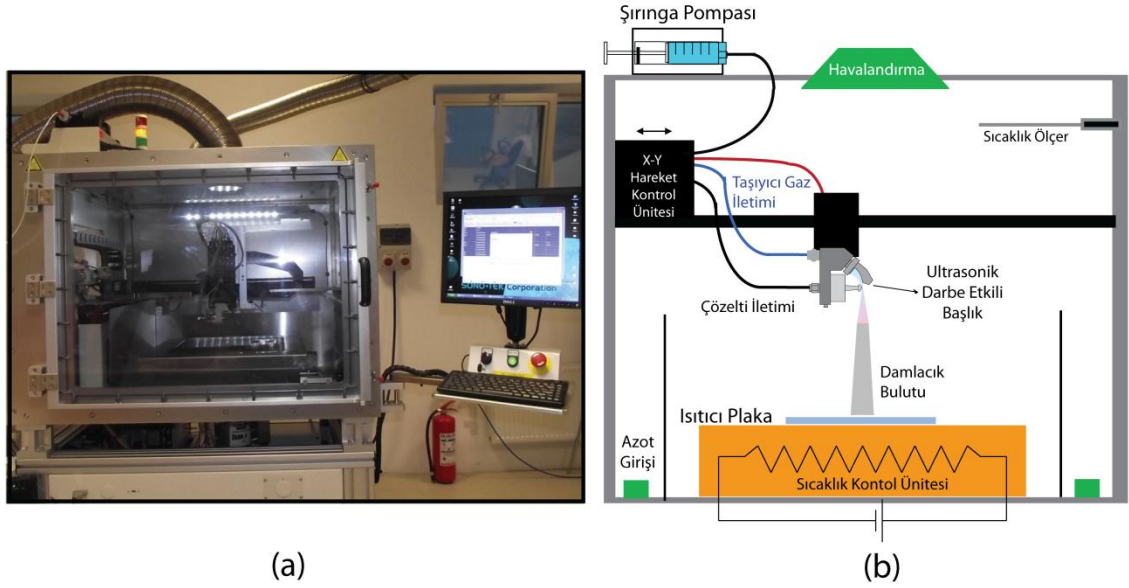 SONO-TEK Corporation
(a)
Şırınga Pompası
Havalandırma
Sıcaklık Ölçer
X-Y
Hareket
Kontrol
Ünitesi
Taşıyıcı Gaz
İletimi
Çözelti İletimi
Ultrasonik
Darbe Etkili
Başlık
Damlacık
Bulutu
Isıtıcı Plaka
Azot
Girişi
Sıcaklık Kontol Ünitesi
(b)